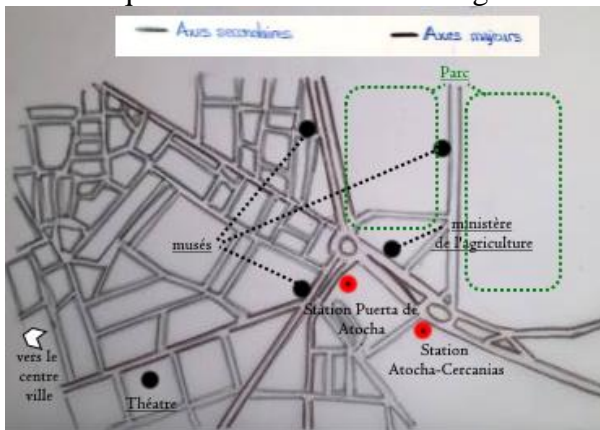 Axes secondaires
Axes majeurs
Parc
musés
ministère
de l'agriculture
Station Puerta de
Atocha
Station
Atocha-Cercanias
vers le
centre
ville
Théatre